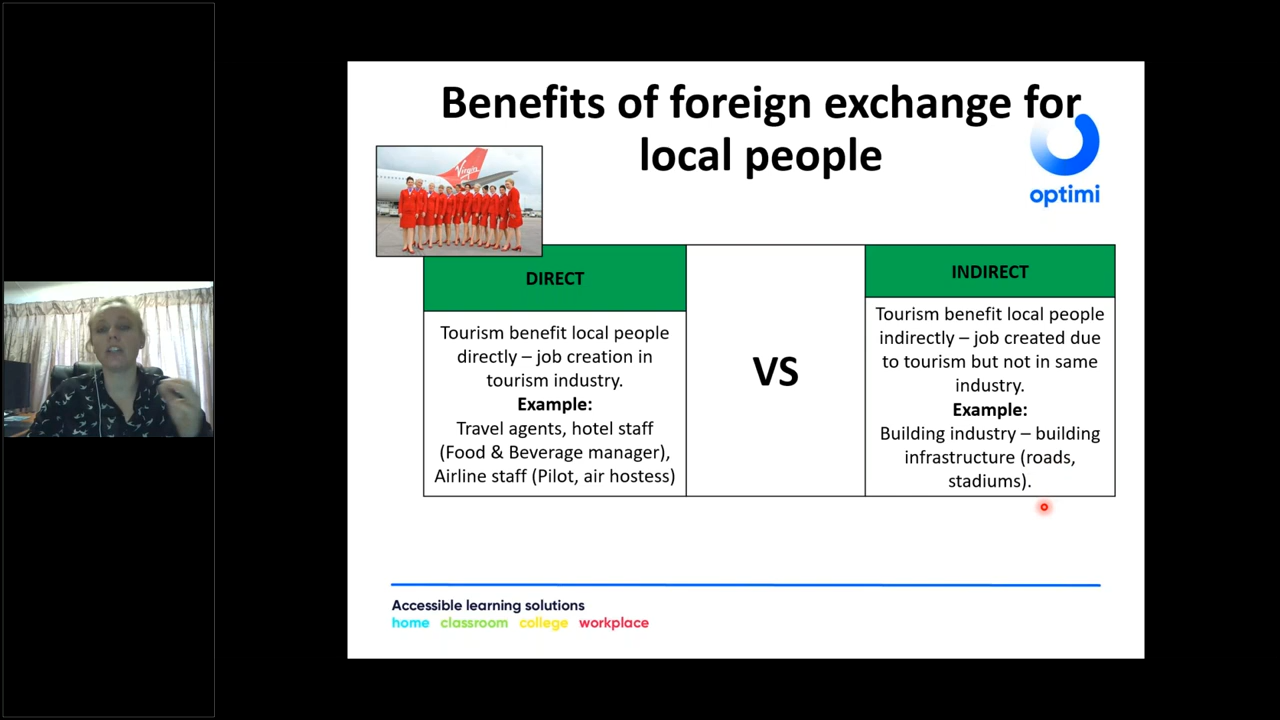 Benefits of foreign exchange for
local people
Virgin
optimi
DIRECT
Tourism benefit local people
directly – job creation in
tourism industry.
Example:
Travel agents, hotel staff
(Food & Beverage manager),
Airline staff (Pilot, air hostess)
VS
INDIRECT
Tourism benefit local people
indirectly – job created due
to tourism but not in same
industry.
Example:
Building industry – building
infrastructure (roads,
stadiums).
Accessible learning solutions
home classroom college workplace